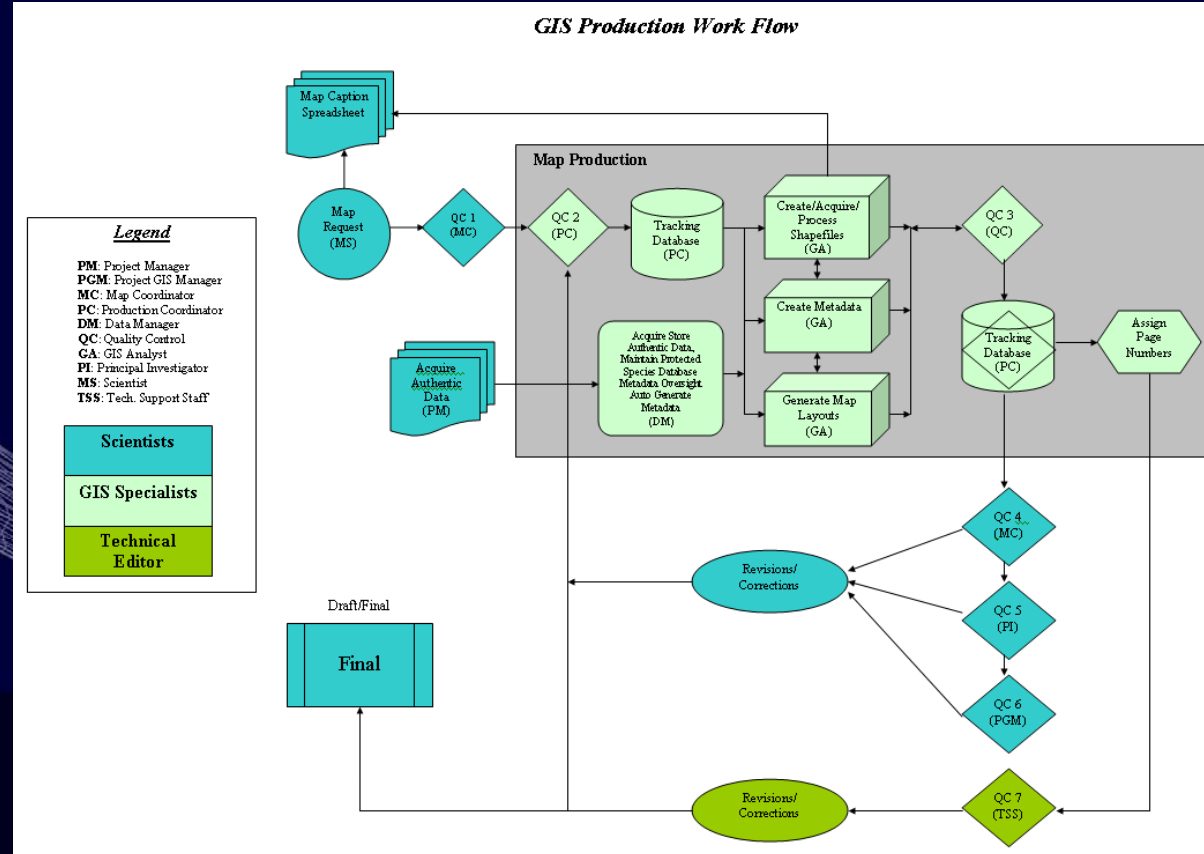 GIS Production Work Flow
Map Caption
Spreadsheet
Map Production
Map
Request
(MS)
QC 1
(MC)
QC 2
(PC)
Tracking
Database
(PC)
Create/Acquire/
Process
Shapefiles
(GA)
QC 3
(QC)
Create Metadata
(GA)
Generate Map
Layouts
(GA)
Tracking
Database
(PC)
Assign
Page
Numbers
Acquire
Authentic
Data
(PM)
Acquire Store
Authentic Data,
Maintain Protected
Species Database
Metadata Oversight
Auto Generate
Metadata
(DM)
Legend
PM: Project Manager
PGM: Project GIS Manager
MC: Map Coordinator
PC: Production Coordinator
DM: Data Manager
QC: Quality Control
GA: GIS Analyst
PI: Principal Investigator
MS: Scientist
TSS: Tech. Support Staff
Scientists
GIS Specialists
Technical
Editor
QC 4
(MC)
QC 5
(PI)
QC 6
(PGM)
Revisions/
Corrections
Draft/Final
Final
Revisions/
Corrections
QC 7
(TSS)